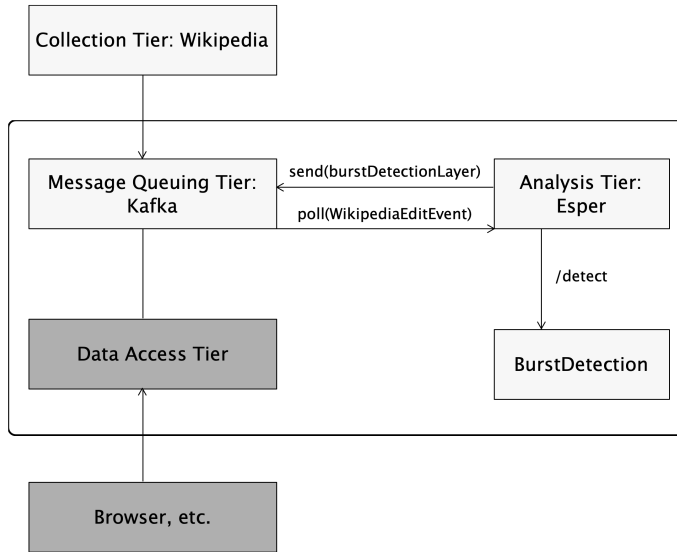 Collection Tier: Wikipedia
Message Queuing Tier:
Kafka
send(burstDetectionLayer)
poll(WikipediaEditEvent)
Analysis Tier:
Esper
/detect
Data Access Tier
BurstDetection
Browser, etc.